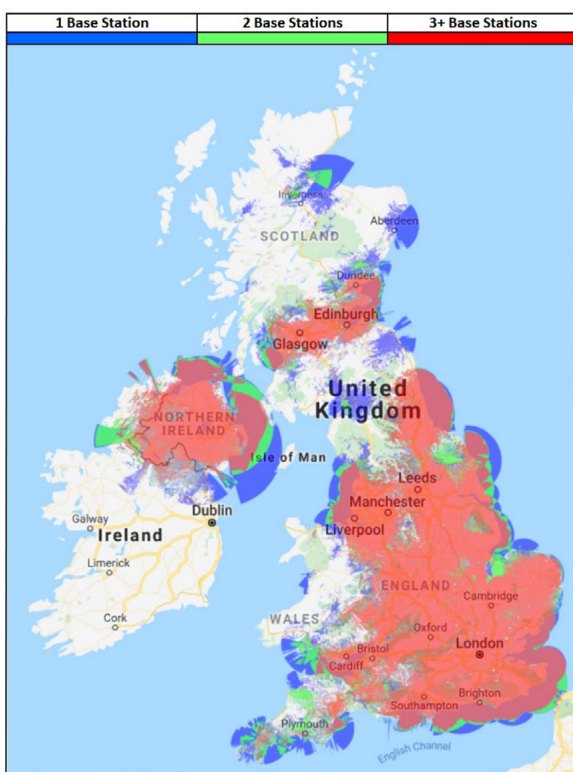 1 Base Station 2 Base Stations 3+ Base Stations
Inverness
Aberdeen
SCOTLAND
Dundee
Edinburgh
Glasgow
United
Kingdom
NORTHERN
IRELAND
Isle of Man
Leeds
Manchester
Dublin
Liverpool
Galway
Ireland
Limerick
ENGLAND
Cambridge
Cork
WALES
Oxford
London
Bristol
Cardiff
Brighton
Southampton
Plymouth
English Channel